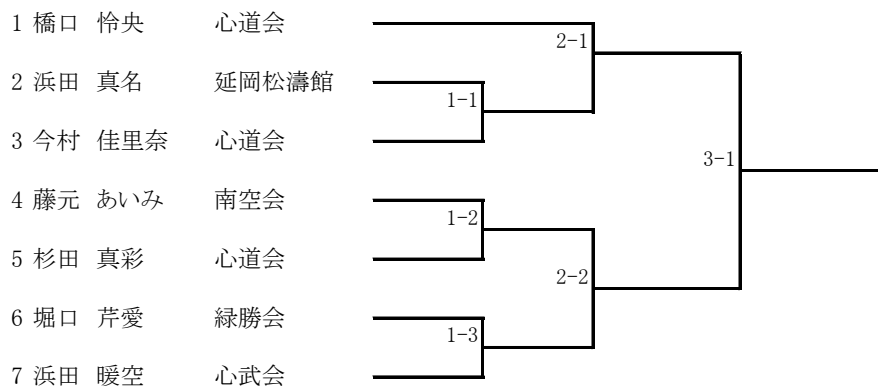 1 橋口 怜央 心道会
2-1
2 浜田 真名 延岡松濤館
1-1
3 今村 佳里奈 心道会
3-1
4 藤元 あいみ 南空会
1-2
5 杉田 真彩 心道会
2-2
6 堀口 芹愛 緑勝会
1-3
7 浜田 暖空 心武会